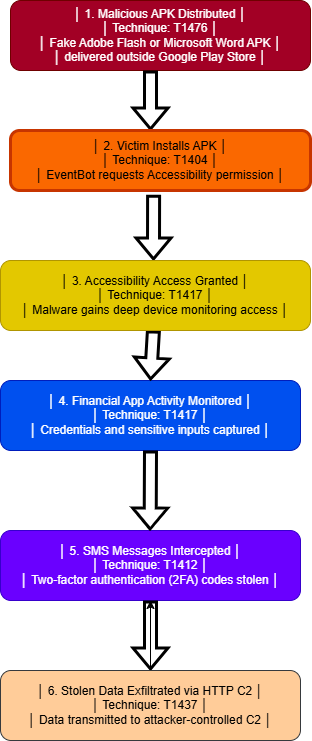 │ 1. Malicious APK Distributed │
│ Technique: T1476 │
│ Fake Adobe Flash or Microsoft Word APK │
│ delivered outside Google Play Store │
│ 2. Victim Installs APK │
│ Technique: T1404 │
│ EventBot requests Accessibility permission │
│ 3. Accessibility Access Granted │
│ Technique: T1417 │
│ Malware gains deep device monitoring access │
│ 4. Financial App Activity Monitored │
│ Technique: T1417 │
│ Credentials and sensitive inputs captured │
│ 5. SMS Messages Intercepted │
│ Technique: T1412 │
│ Two-factor authentication (2FA) codes stolen │
│ 6. Stolen Data Exfiltrated via HTTP C2 │
│ Technique: T1437 │
│ Data transmitted to attacker-controlled C2 │